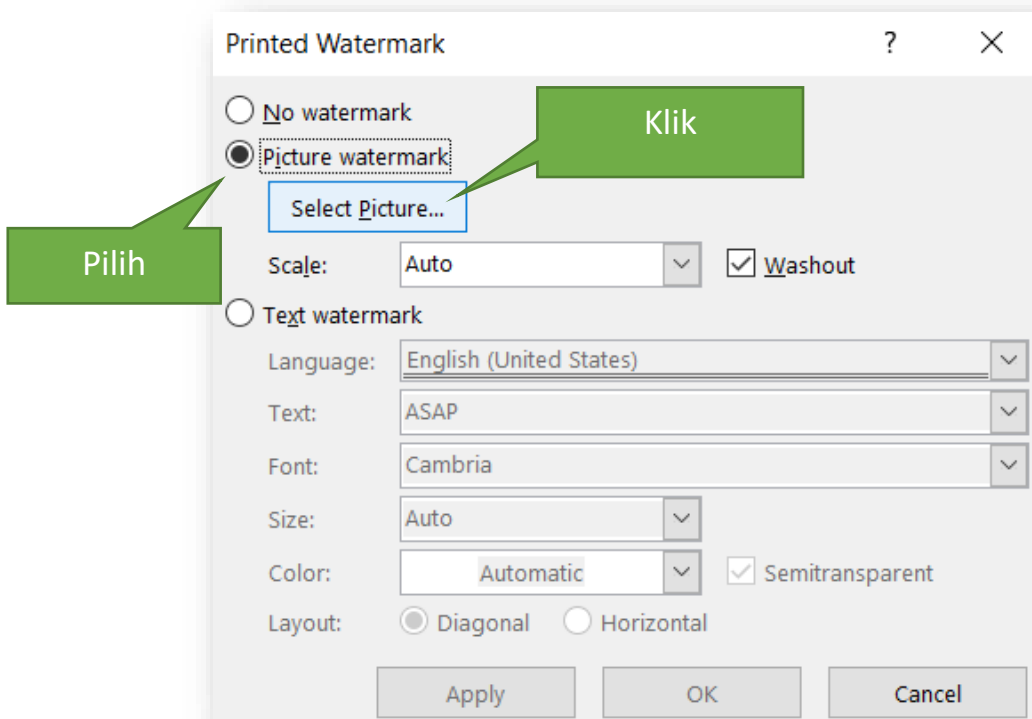 Printed Watermark ? ×
No watermark
Klik
Picture watermark
Select Picture...
Pilih
Scale: Auto Washout
Text watermark
Language: English (United States)
Text: ASAP
Font: Cambria
Size: Auto
Color: Automatic Semitransparent
Layout: Diagonal Horizontal
Apply OK Cancel